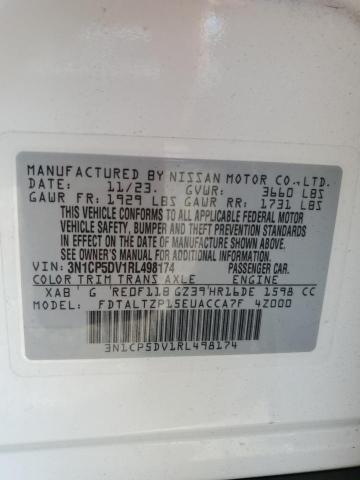 MANUFACTURED BY NISSAN MOTOR CO.,LTD.
DATE: 11/23. GVWR: 3660 LBS
GAWR FR: 1929 LBS GAWR RR: 1731 LBS
THIS VEHICLE CONFORMS TO ALL APPLICABLE FEDERAL MOTOR
VEHICLE SAFETY, BUMPER AND THEFT PREVENTION STANDARDS
IN EFFECT ON THE DATE OF MANUFACTURE SHOWN ABOVE.
3E SEE OWNER'S MANUAL
VIN: 3N1CP5DV1RL498174 PASSENGER CAR.
COLOR TRIM TRANS AXLE ENGINE
XAB G RE0F11B GZ39 HR16DE 1598 CC
MODEL: FDTALTZP15EUACCA7F 4Z000
3N1CP5DV1RL498174